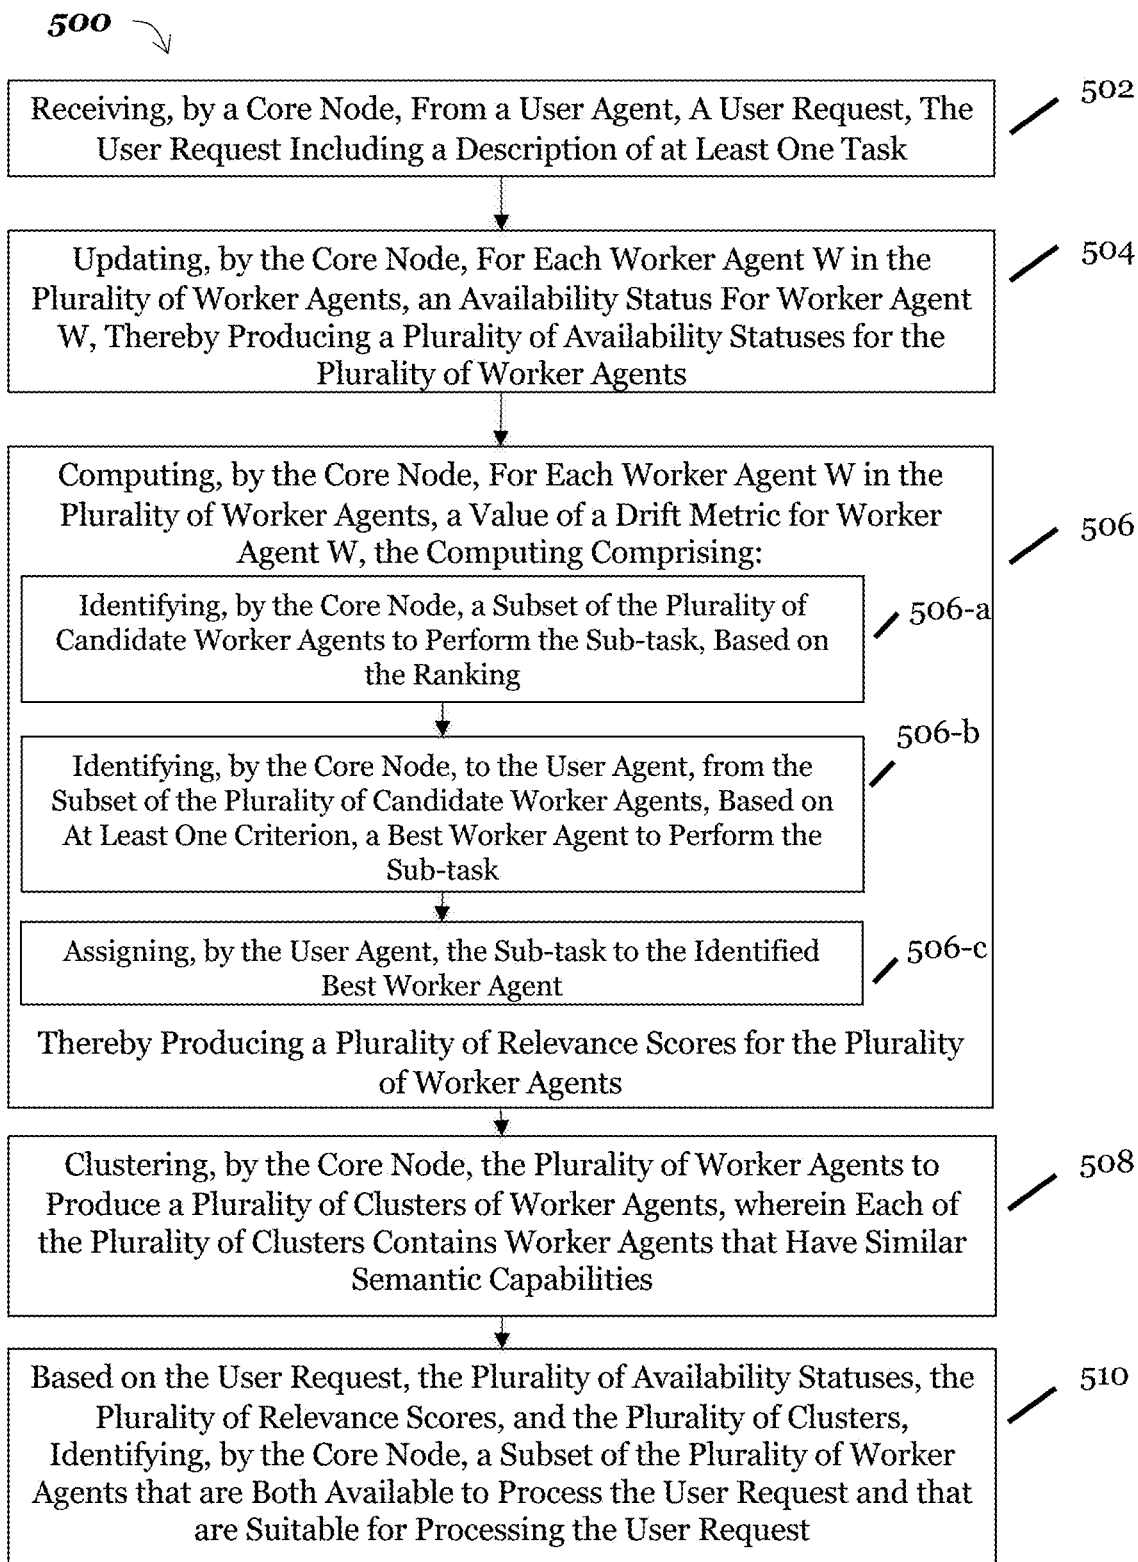 500
Receiving, by a Core Node, From a User Agent, A User Request, The
User Request Including a Description of at Least One Task
502
Updating, by the Core Node, For Each Worker Agent W in the
Plurality of Worker Agents, an Availability Status For Worker Agent
W, Thereby Producing a Plurality of Availability Statuses for the
Plurality of Worker Agents
504
Computing, by the Core Node, For Each Worker Agent W in the
Plurality of Worker Agents, a Value of a Drift Metric for Worker
Agent W, the Computing Comprising:
506
Identifying, by the Core Node, a Subset of the Plurality of
Candidate Worker Agents to Perform the Sub-task, Based on
the Ranking
506-a
Identifying, by the Core Node, to the User Agent, from the
Subset of the Plurality of Candidate Worker Agents, Based on
At Least One Criterion, a Best Worker Agent to Perform the
Sub-task
506-b
Assigning, by the User Agent, the Sub-task to the Identified
Best Worker Agent
506-c
Thereby Producing a Plurality of Relevance Scores for the Plurality
of Worker Agents
Clustering, by the Core Node, the Plurality of Worker Agents to
Produce a Plurality of Clusters of Worker Agents, wherein Each of
the Plurality of Clusters Contains Worker Agents that Have Similar
Semantic Capabilities
508
Based on the User Request, the Plurality of Availability Statuses, the
Plurality of Relevance Scores, and the Plurality of Clusters,
Identifying, by the Core Node, a Subset of the Plurality of Worker
Agents that are Both Available to Process the User Request and that
are Suitable for Processing the User Request
510